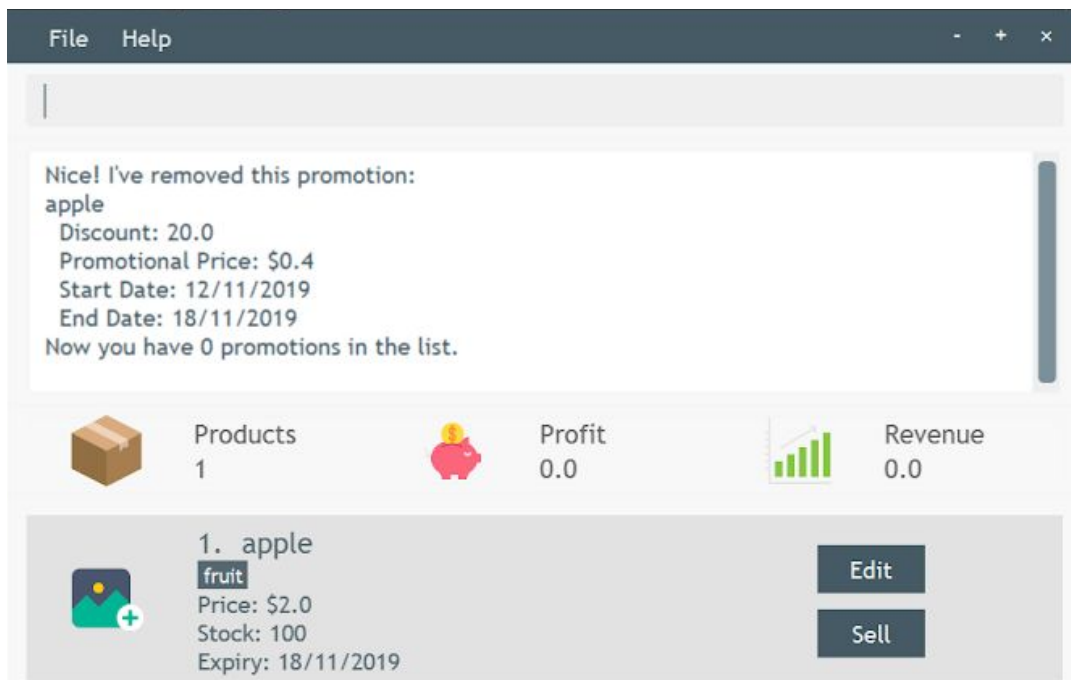 File Help - + ×
Nice! I've removed this promotion:
apple
Discount: 20.0
Promotional Price: $0.4
Start Date: 12/11/2019
End Date: 18/11/2019
Now you have 0 promotions in the list.
Products
1
Profit
0.0
Revenue
0.0
1. apple
fruit
Price: $2.0
Stock: 100
Expiry: 18/11/2019
Edit
Sell